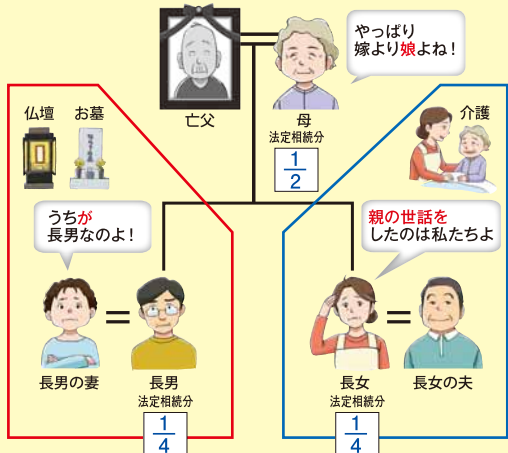 やっぱり
嫁より娘よね！
亡父
母
法定相続分
1
2
仏壇
お墓
介護
うちが
長男なのよ！
親の世話を
したのは私たちよ
長男の妻
長男
長女
長女の夫
法定相続分
1
4
法定相続分
1
4